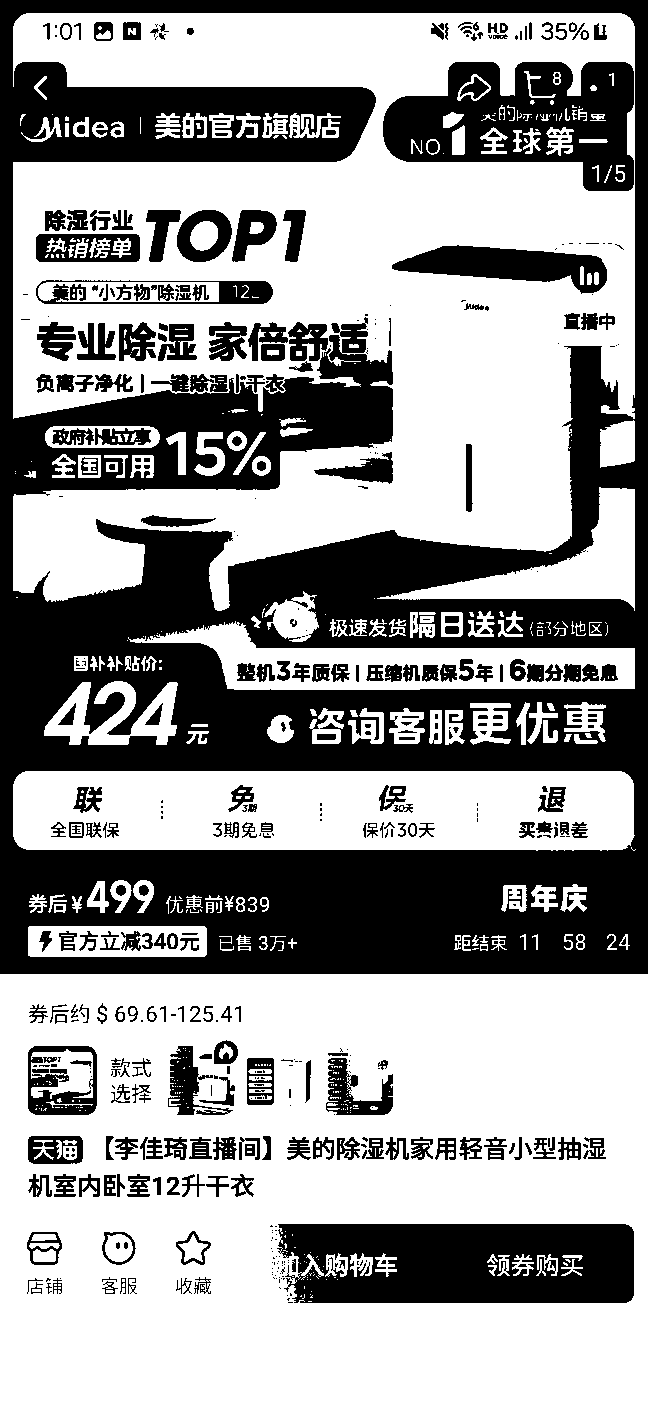 1:01
HD
VOICE
35%
8
1
Midea | 美的官方旗舰店
美的除湿机销量
NO.1 全球第一
1/5
除湿行业
热销榜单
TOP1
美的 “小方物”除湿机 12L
Midea
直播中
专业除湿 家倍舒适
负离子净化 | 一键除湿 干衣
政府补贴立享
全国可用
15%
极速发货隔日送达(部分地区)
国补补贴价:
424元
整机3年质保 | 压缩机质保5年 | 6期分期免息
咨询客服更优惠
联
全国联保
免3期
3期免息
保30天
保价30天
退
买贵退差
券后¥499 优惠前¥839
周年庆
官方立减340元 已售 3万+
距结束 11 58 24
券后约 $ 69.61-125.41
款式
选择
天猫 【李佳琦直播间】美的除湿机家用轻音小型抽湿
机室内卧室12升干衣
店铺
客服
收藏
加入购物车
领券购买